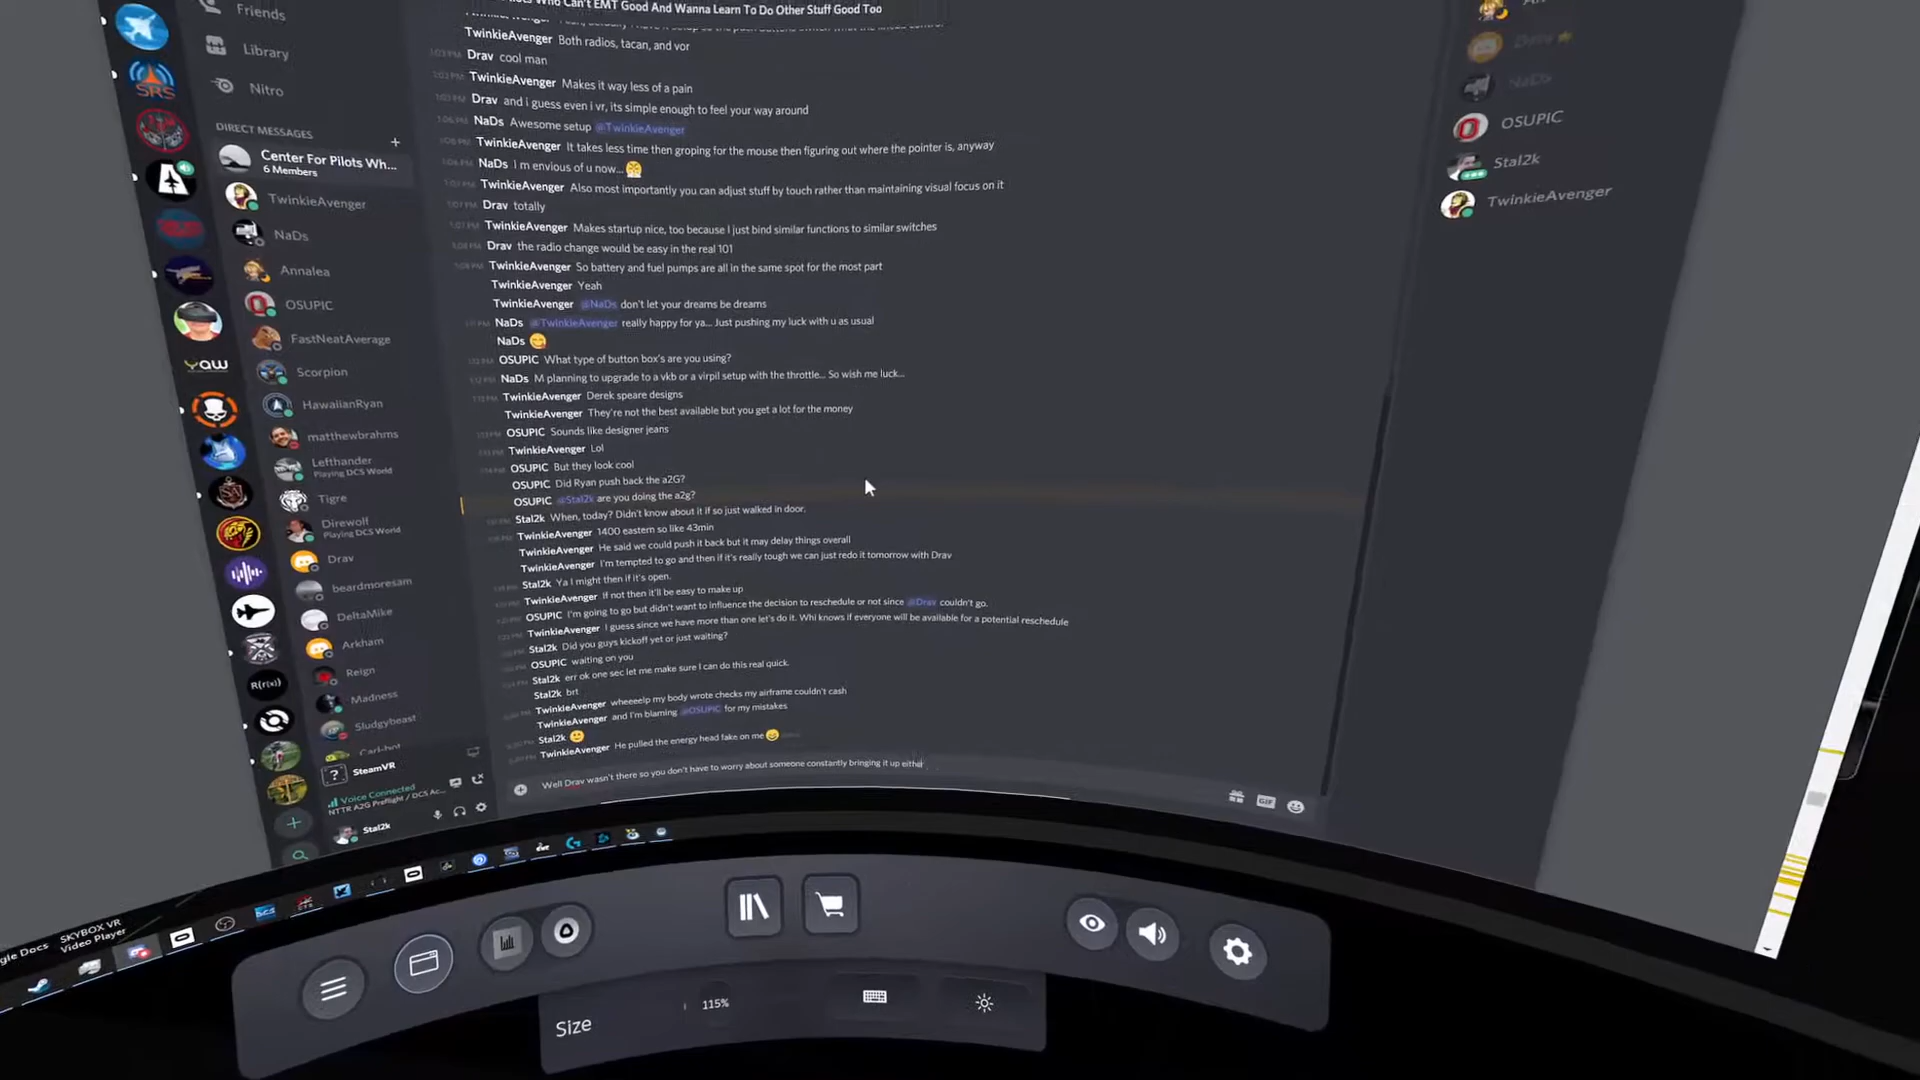 Who Can't EMT Good And Wanna Learn To Do Other Stuff Good Too
Friends
Library
Nitro
DIRECT MESSAGES
Center For Pilots Wh...
6 Members
TwinkieAvenger
NaDs
Annalea
OSUPIC
FastNeatAverage
Scorpion
HawaiianRyan
matthewbrahms
Lefthander
Playing DCS World
Tigre
Direwolf
Playing DCS World
Drav
beardmoresam
DeltaMike
Arkham
Reign
Madness
Sludgybeast
SteamVR
Voice Connected
NTTR A2G Preflight / DCS Ac...
Stal2k
SRS
YAW
R(r(x))
TwinkieAvenger Both radios, tacan, and vor
Drav cool man
TwinkieAvenger Makes it way less of a pain
Drav and i guess even i vr, its simple enough to feel your way around
NaDs Awesome setup @TwinkieAvenger
TwinkieAvenger It takes less time then groping for the mouse then figuring out where the pointer is, anyway
NaDs I m envious of u now...
TwinkieAvenger Also most importantly you can adjust stuff by touch rather than maintaining visual focus on it
Drav totally
TwinkieAvenger Makes startup nice, too because I just bind similar functions to similar switches
Drav the radio change would be easy in the real 101
TwinkieAvenger So battery and fuel pumps are all in the same spot for the most part
TwinkieAvenger Yeah
TwinkieAvenger @NaDs don't let your dreams be dreams
NaDs @TwinkieAvenger really happy for ya... Just pushing my luck with u as usual
NaDs
OSUPIC What type of button box's are you using?
NaDs M planning to upgrade to a vkb or a virpil setup with the throttle... So wish me luck...
TwinkieAvenger Derek speare designs
TwinkieAvenger They're not the best available but you get a lot for the money
OSUPIC Sounds like designer jeans
TwinkieAvenger Lol
OSUPIC But they look cool
OSUPIC Did Ryan push back the a2G?
OSUPIC @Stal2k are you doing the a2g?
Stal2k When, today? Didn't know about it if so just walked in door.
TwinkieAvenger 1400 eastern so like 43min
TwinkieAvenger He said we could push it back but it may delay things overall
TwinkieAvenger I'm tempted to go and then if it's really tough we can just redo it tomorrow with Drav
Stal2k Ya I might then if it's open.
TwinkieAvenger If not then it'll be easy to make up
OSUPIC I'm going to go but didn't want to influence the decision to reschedule or not since @Drav couldn't go.
TwinkieAvenger I guess since we have more than one let's do it. Whi knows if everyone will be available for a potential reschedule
Stal2k Did you guys kickoff yet or just waiting?
OSUPIC waiting on you
Stal2k err ok one sec let me make sure I can do this real quick.
Stal2k brt
TwinkieAvenger wheeeelp my body wrote checks my airframe couldn't cash
TwinkieAvenger and I'm blaming @OSUPIC for my mistakes
Stal2k
TwinkieAvenger He pulled the energy head fake on me
Well Drav wasn't there so you don't have to worry about someone constantly bringing it up eithe
GIF
Drav
NaDs
OSUPIC
Stal2k
TwinkieAvenger
gle Docs
SKYBOX VR
Video Player
Size
115%